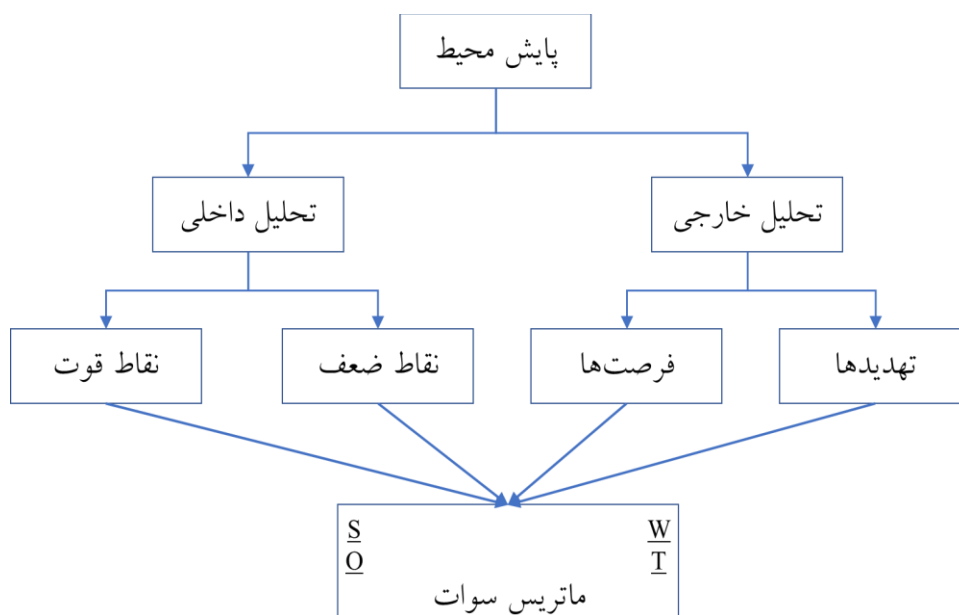 پایش محیط
تحلیل خارجی
تحلیل داخلی
تهدیدها
فرصت‌ها
نقاط ضعف
نقاط قوت
S W
O T
ماتریس سوات